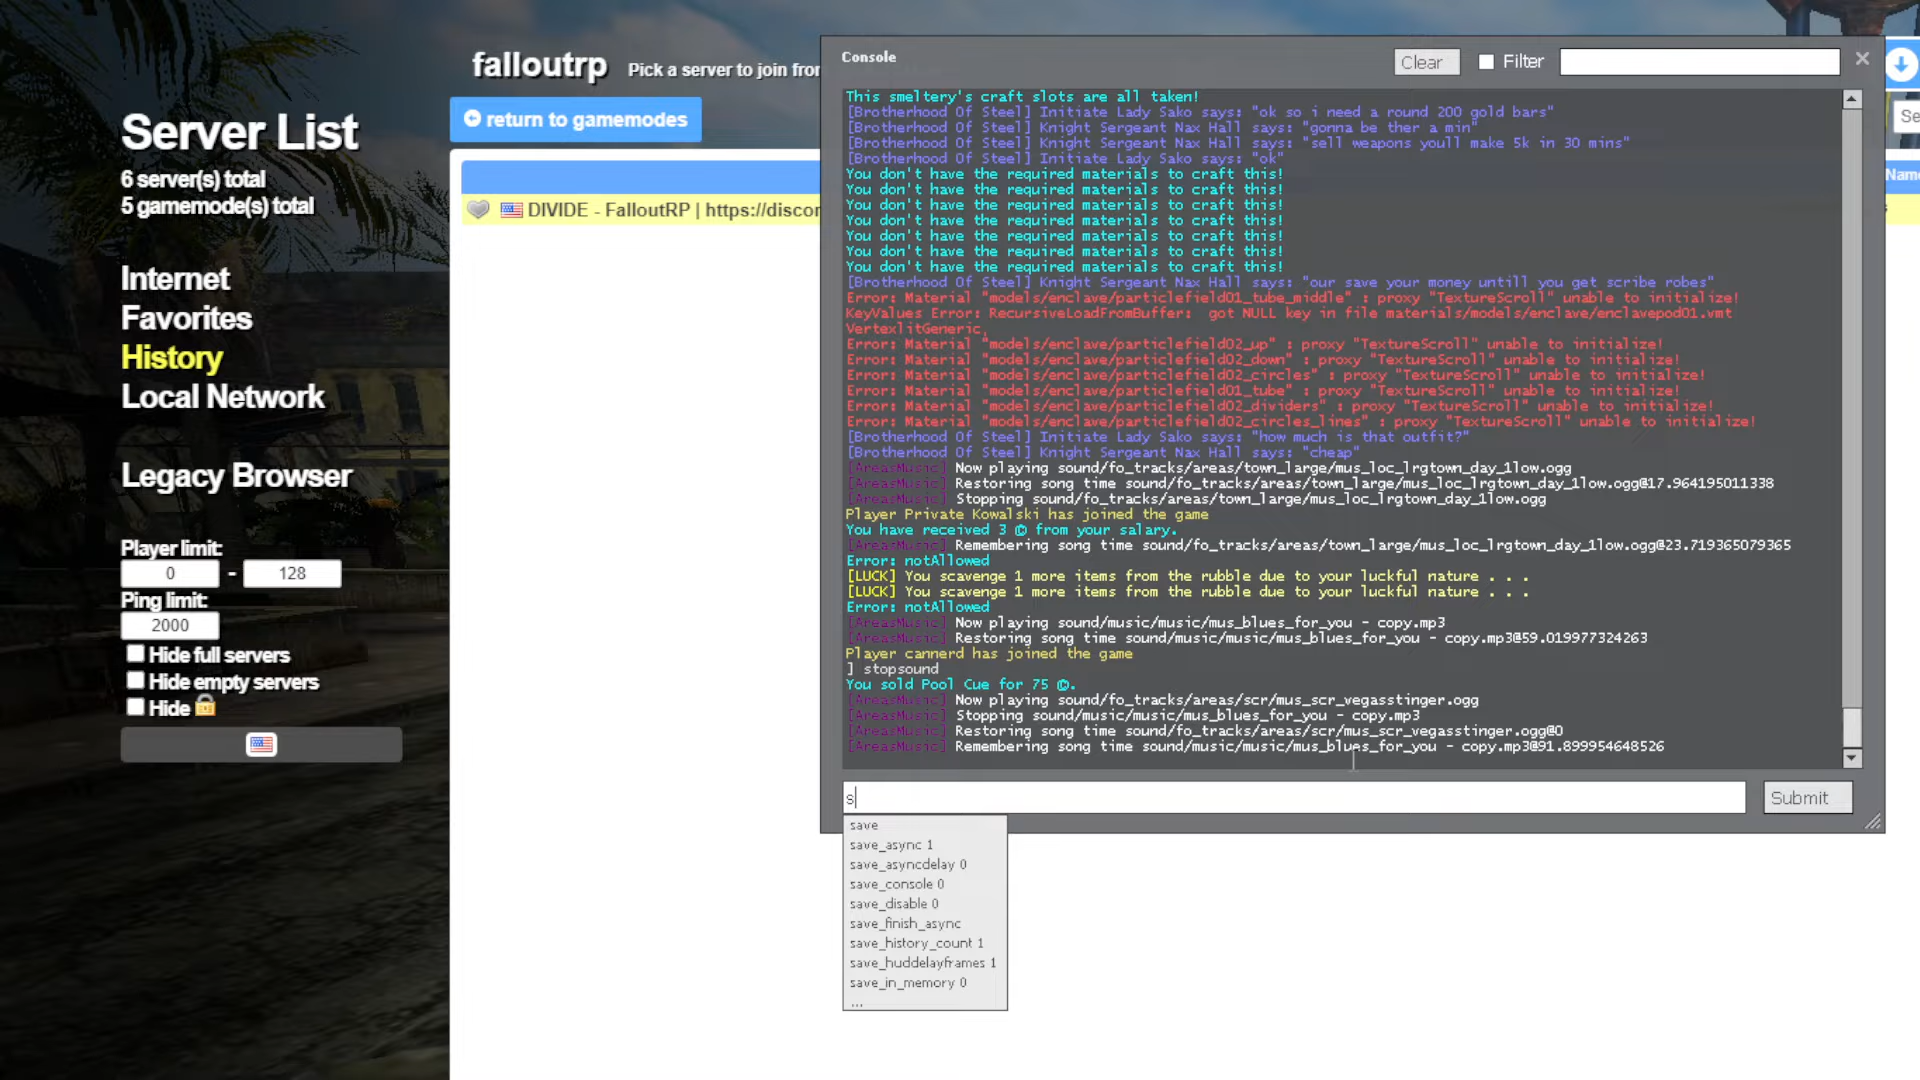 Server List
6 server(s) total
5 gamemode(s) total
Internet
Favorites
History
Local Network
Legacy Browser
Player limit:
0 - 128
Ping limit:
2000
Hide full servers
Hide empty servers
Hide
falloutrp Pick a server to join from
return to gamemodes
DIVIDE - FalloutRP | https://discor
Console
Clear
Filter
This smeltery's craft slots are all taken!
[Brotherhood Of Steel] Initiate Lady Sako says: "ok so i need a round 200 gold bars"
[Brotherhood Of Steel] Knight Sergeant Nax Hall says: "gonna be ther a min"
[Brotherhood Of Steel] Knight Sergeant Nax Hall says: "sell weapons youll make 5k in 30 mins"
[Brotherhood Of Steel] Initiate Lady Sako says: "ok"
You don't have the required materials to craft this!
You don't have the required materials to craft this!
You don't have the required materials to craft this!
You don't have the required materials to craft this!
You don't have the required materials to craft this!
You don't have the required materials to craft this!
You don't have the required materials to craft this!
[Brotherhood Of Steel] Knight Sergeant Nax Hall says: "our save your money untill you get scribe robes"
Error: Material "models/enclave/particlefield01_tube_middle" : proxy "TextureScroll" unable to initialize!
KeyValues Error: RecursiveLoadFromBuffer:  got NULL key in file materials/models/enclave/enclavepod01.vmt
VertexlitGeneric,
Error: Material "models/enclave/particlefield02_up" : proxy "TextureScroll" unable to initialize!
Error: Material "models/enclave/particlefield02_down" : proxy "TextureScroll" unable to initialize!
Error: Material "models/enclave/particlefield02_circles" : proxy "TextureScroll" unable to initialize!
Error: Material "models/enclave/particlefield01_tube" : proxy "TextureScroll" unable to initialize!
Error: Material "models/enclave/particlefield02_dividers" : proxy "TextureScroll" unable to initialize!
Error: Material "models/enclave/particlefield02_circles_lines" : proxy "TextureScroll" unable to initialize!
[Brotherhood Of Steel] Initiate Lady Sako says: "how much is that outfit?"
[Brotherhood Of Steel] Knight Sergeant Nax Hall says: "cheap"
[AreasMusic] Now playing sound/fo_tracks/areas/town_large/mus_loc_lrgtown_day_1low.ogg
[AreasMusic] Restoring song time sound/fo_tracks/areas/town_large/mus_loc_lrgtown_day_1low.ogg@17.964195011338
[AreasMusic] Stopping sound/fo_tracks/areas/town_large/mus_loc_lrgtown_day_1low.ogg
Player Private Kowalski has joined the game
You have received 3 © from your salary.
[AreasMusic] Remembering song time sound/fo_tracks/areas/town_large/mus_loc_lrgtown_day_1low.ogg@23.719365079365
Error: notAllowed
[LUCK] You scavenge 1 more items from the rubble due to your luckful nature . . .
[LUCK] You scavenge 1 more items from the rubble due to your luckful nature . . .
Error: notAllowed
[AreasMusic] Now playing sound/music/music/mus_blues_for_you - copy.mp3
[AreasMusic] Restoring song time sound/music/music/mus_blues_for_you - copy.mp3@59.019977324263
Player cannerd has joined the game
] stopsound
You sold Pool Cue for 75 ©.
[AreasMusic] Now playing sound/fo_tracks/areas/scr/mus_scr_vegasstinger.ogg
[AreasMusic] Stopping sound/music/music/mus_blues_for_you - copy.mp3
[AreasMusic] Restoring song time sound/fo_tracks/areas/scr/mus_scr_vegasstinger.ogg@0
[AreasMusic] Remembering song time sound/music/music/mus_blues_for_you - copy.mp3@91.899954648526
s
Submit
save
save_async 1
save_asyncdelay 0
save_console 0
save_disable 0
save_finish_async
save_history_count 1
save_huddelayframes 1
save_in_memory 0
...
Se
Name